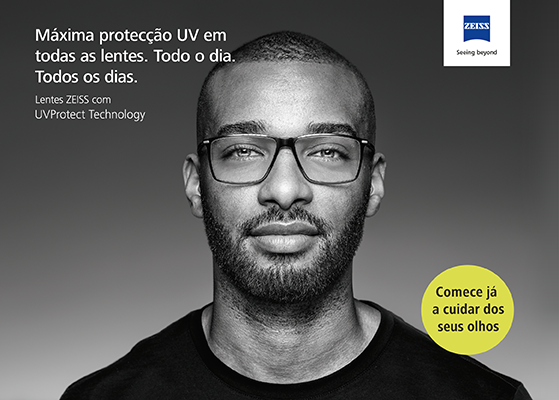 Máxima protecção UV em
todas as lentes. Todo o dia.
Todos os dias.
Lentes ZEISS com
UVProtect Technology
ZEISS
Seeing beyond
Comece já
a cuidar dos
seus olhos